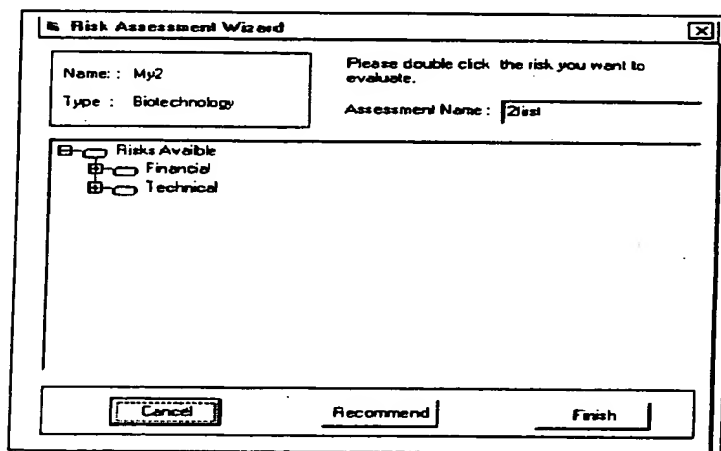 Risk Assessment Wizard
Name: : My2
Type : Biotechnology
Please double click the risk you want to
evaluate.
Assessment Name :
Risks Avaible
Financial
Technical
Cancel
Recommend
Finish